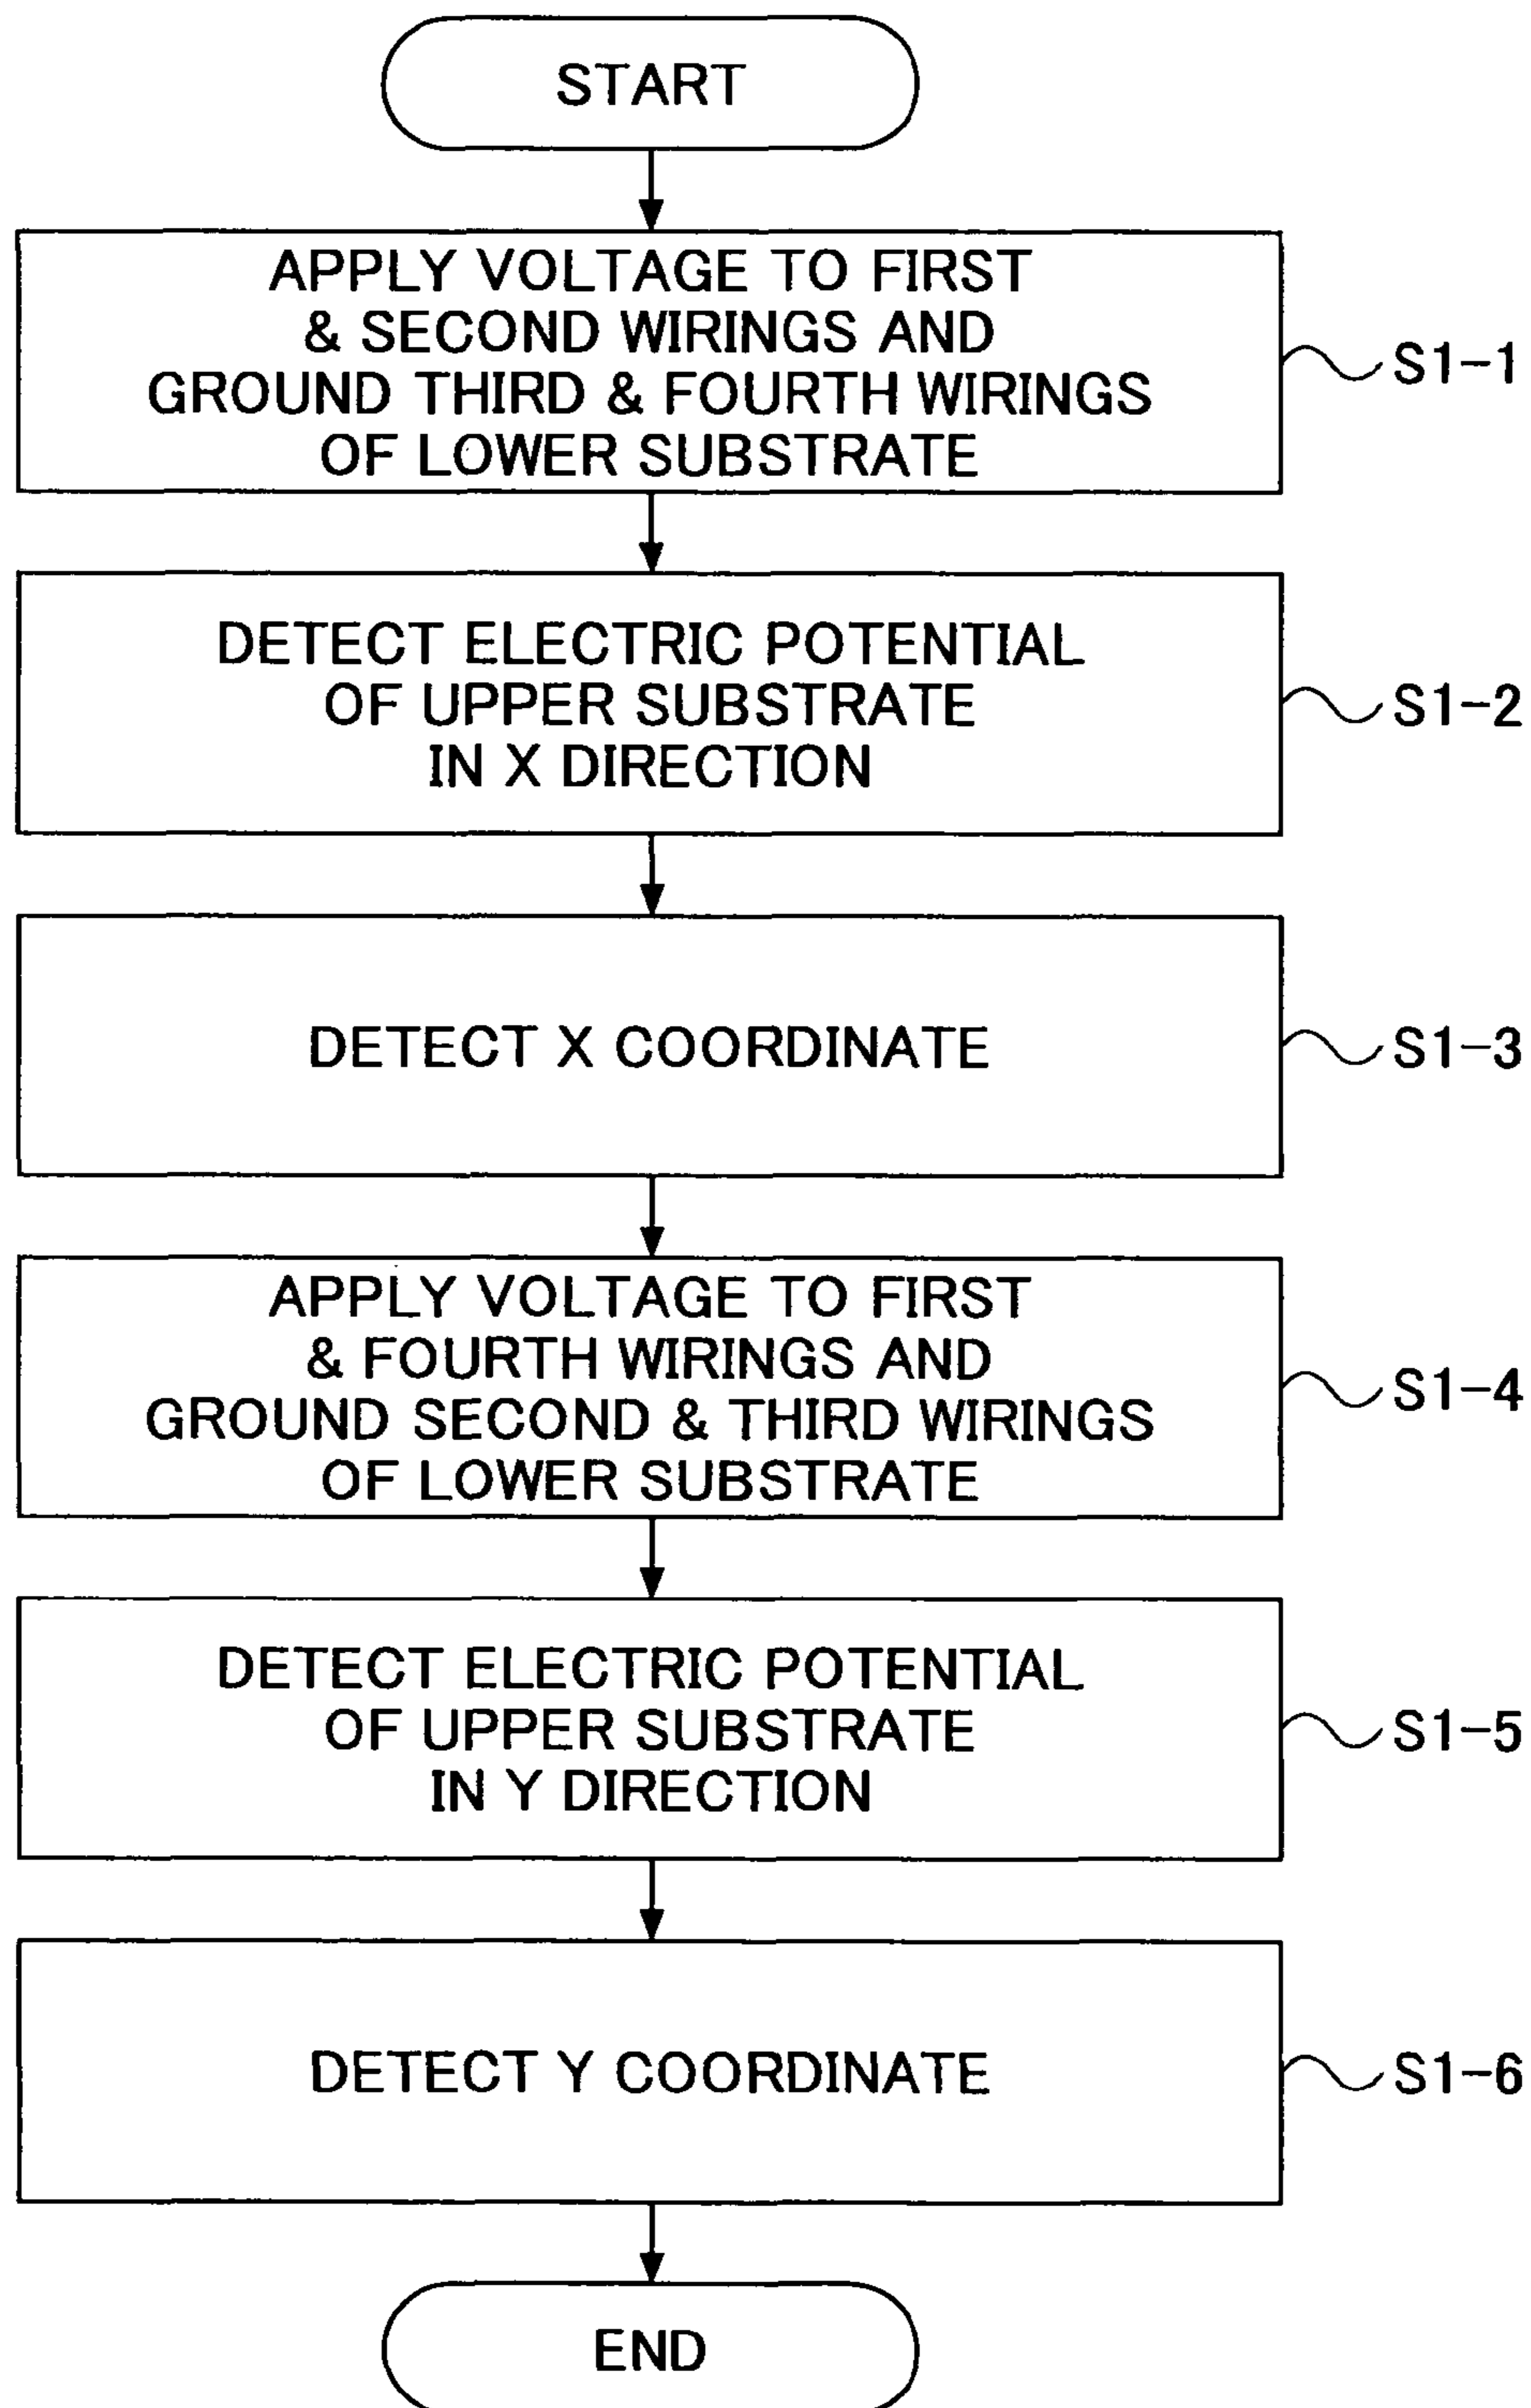 START
APPLY VOLTAGE TO FIRST
& SECOND WIRINGS AND
GROUND THIRD & FOURTH WIRINGS
OF LOWER SUBSTRATE
S1-1
DETECT ELECTRIC POTENTIAL
OF UPPER SUBSTRATE
IN X DIRECTION
S1-2
DETECT X COORDINATE
S1-3
APPLY VOLTAGE TO FIRST
& FOURTH WIRINGS AND
GROUND SECOND & THIRD WIRINGS
OF LOWER SUBSTRATE
S1-4
DETECT ELECTRIC POTENTIAL
OF UPPER SUBSTRATE
IN Y DIRECTION
S1-5
DETECT Y COORDINATE
S1-6
END